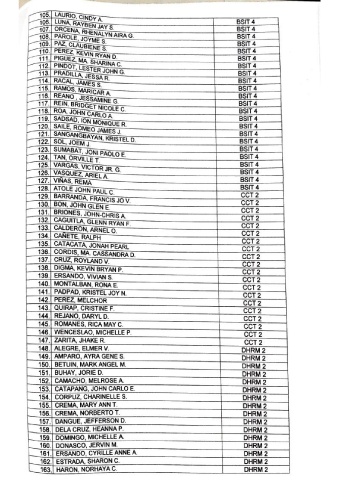 105. LAURIO, CINDY A. BSIT 4
106. LUNA, RAYBEN JAY S. BSIT 4
107. ORCENA, RHENALYN AIRA G. BSIT 4
108. PAROLE, JOYME S. BSIT 4
109. PAZ, CLAUBIENE S. BSIT 4
110. PEREZ, KEVIN RYAN D. BSIT 4
111. PIGUEZ, MA. SHARINA C. BSIT 4
112. PINDOT, LESTER JOHN G. BSIT 4
113. PRADILLA, JESSA R. BSIT 4
114. RACAL, JAMES S. BSIT 4
115. RAMOS, MARICAR A. BSIT 4
116. REANO, JESSAMINE G. BSIT 4
117. REIN, BRIDGET NICOLE C. BSIT 4
118. ROA, JOHN CARLO A. BSIT 4
119. SADSAD, ION MONIQUE R. BSIT 4
120. SAILE, ROMEO JAMES J. BSIT 4
121. SANGANGBAYAN, KRISTEL D. BSIT 4
122. SOL, JOEM J. BSIT 4
123. SUMABAT, JONI PAOLO E. BSIT 4
124. TAN, ORVILLE T. BSIT 4
125. VARGAS, VICTOR JR. G. BSIT 4
126. VASQUEZ, ARIEL A. BSIT 4
127. VIÑAS, REMA BSIT 4
128. ATOLE JOHN PAUL C. BSIT 4
129. BARRANDA, FRANCIS JO V. CCT 2
130. BON, JOHN GLEN E. CCT 2
131. BRIONES, JOHN-CHRIS A. CCT 2
132. CAGUITLA, GLENN RYAN F. CCT 2
133. CALDERÓN, ARNEL O. CCT 2
134. CAÑETE, RALPH CCT 2
135. CATACATA, JONAH PEARL CCT 2
136. CORDIS, MA. CASSANDRA D. CCT 2
137. CRUZ, ROYLAND V. CCT 2
138. DIGMA, KEVIN BRYAN P. CCT 2
139. ERSANDO, VIVIAN S. CCT 2
140. MONTALBAN, RONA E. CCT 2
141. PADPAD, KRISTEL JOY N. CCT 2
142. PEREZ, MELCHOR CCT 2
143. QUIRAP, CRISTINE F. CCT 2
144. REJANO, DARYL D. CCT 2
145. ROMANES, RICA MAY C. CCT 2
146. WENCESLAO, MICHELLE P. CCT 2
147. ZARITA, JHAKE R. CCT 2
148. ALEGRE, ELMER V. DHRM 2
149. AMPARO, AYRA GENE S. DHRM 2
150. BETLIN, MARK ANGEL M. DHRM 2
151. BUHAY, JORIE D. DHRM 2
152. CAMACHO, MELROSE A. DHRM 2
153. CATAPANG, JOHN CARLO E. DHRM 2
154. CORPUZ, CHARINELLE S. DHRM 2
155. CREMA, MARY ANN T. DHRM 2
156. CREMA, NORBERTO T. DHRM 2
157. DANGUE, JEFFERSON D. DHRM 2
158. DELA CRUZ, HEANNA P. DHRM 2
159. DOMINGO, MICHELLE A. DHRM 2
160. DONASCO, JERVIN M. DHRM 2
161. ERSANDO, CYRILLE ANNE A. DHRM 2
162. ESTRADA, SHARON C. DHRM 2
163. HARON, NORHAYA C. DHRM 2